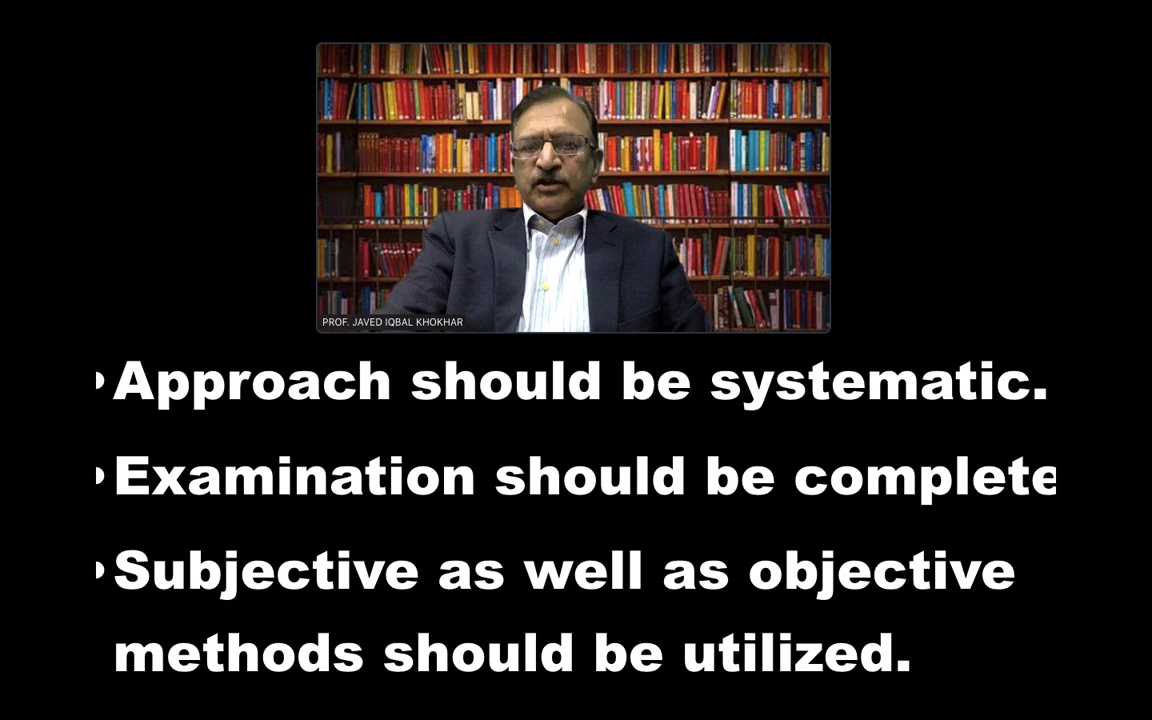 PROF. JAVED IQBAL KHOKHAR
•Approach should be systematic.
•Examination should be complete
•Subjective as well as objective
methods should be utilized.